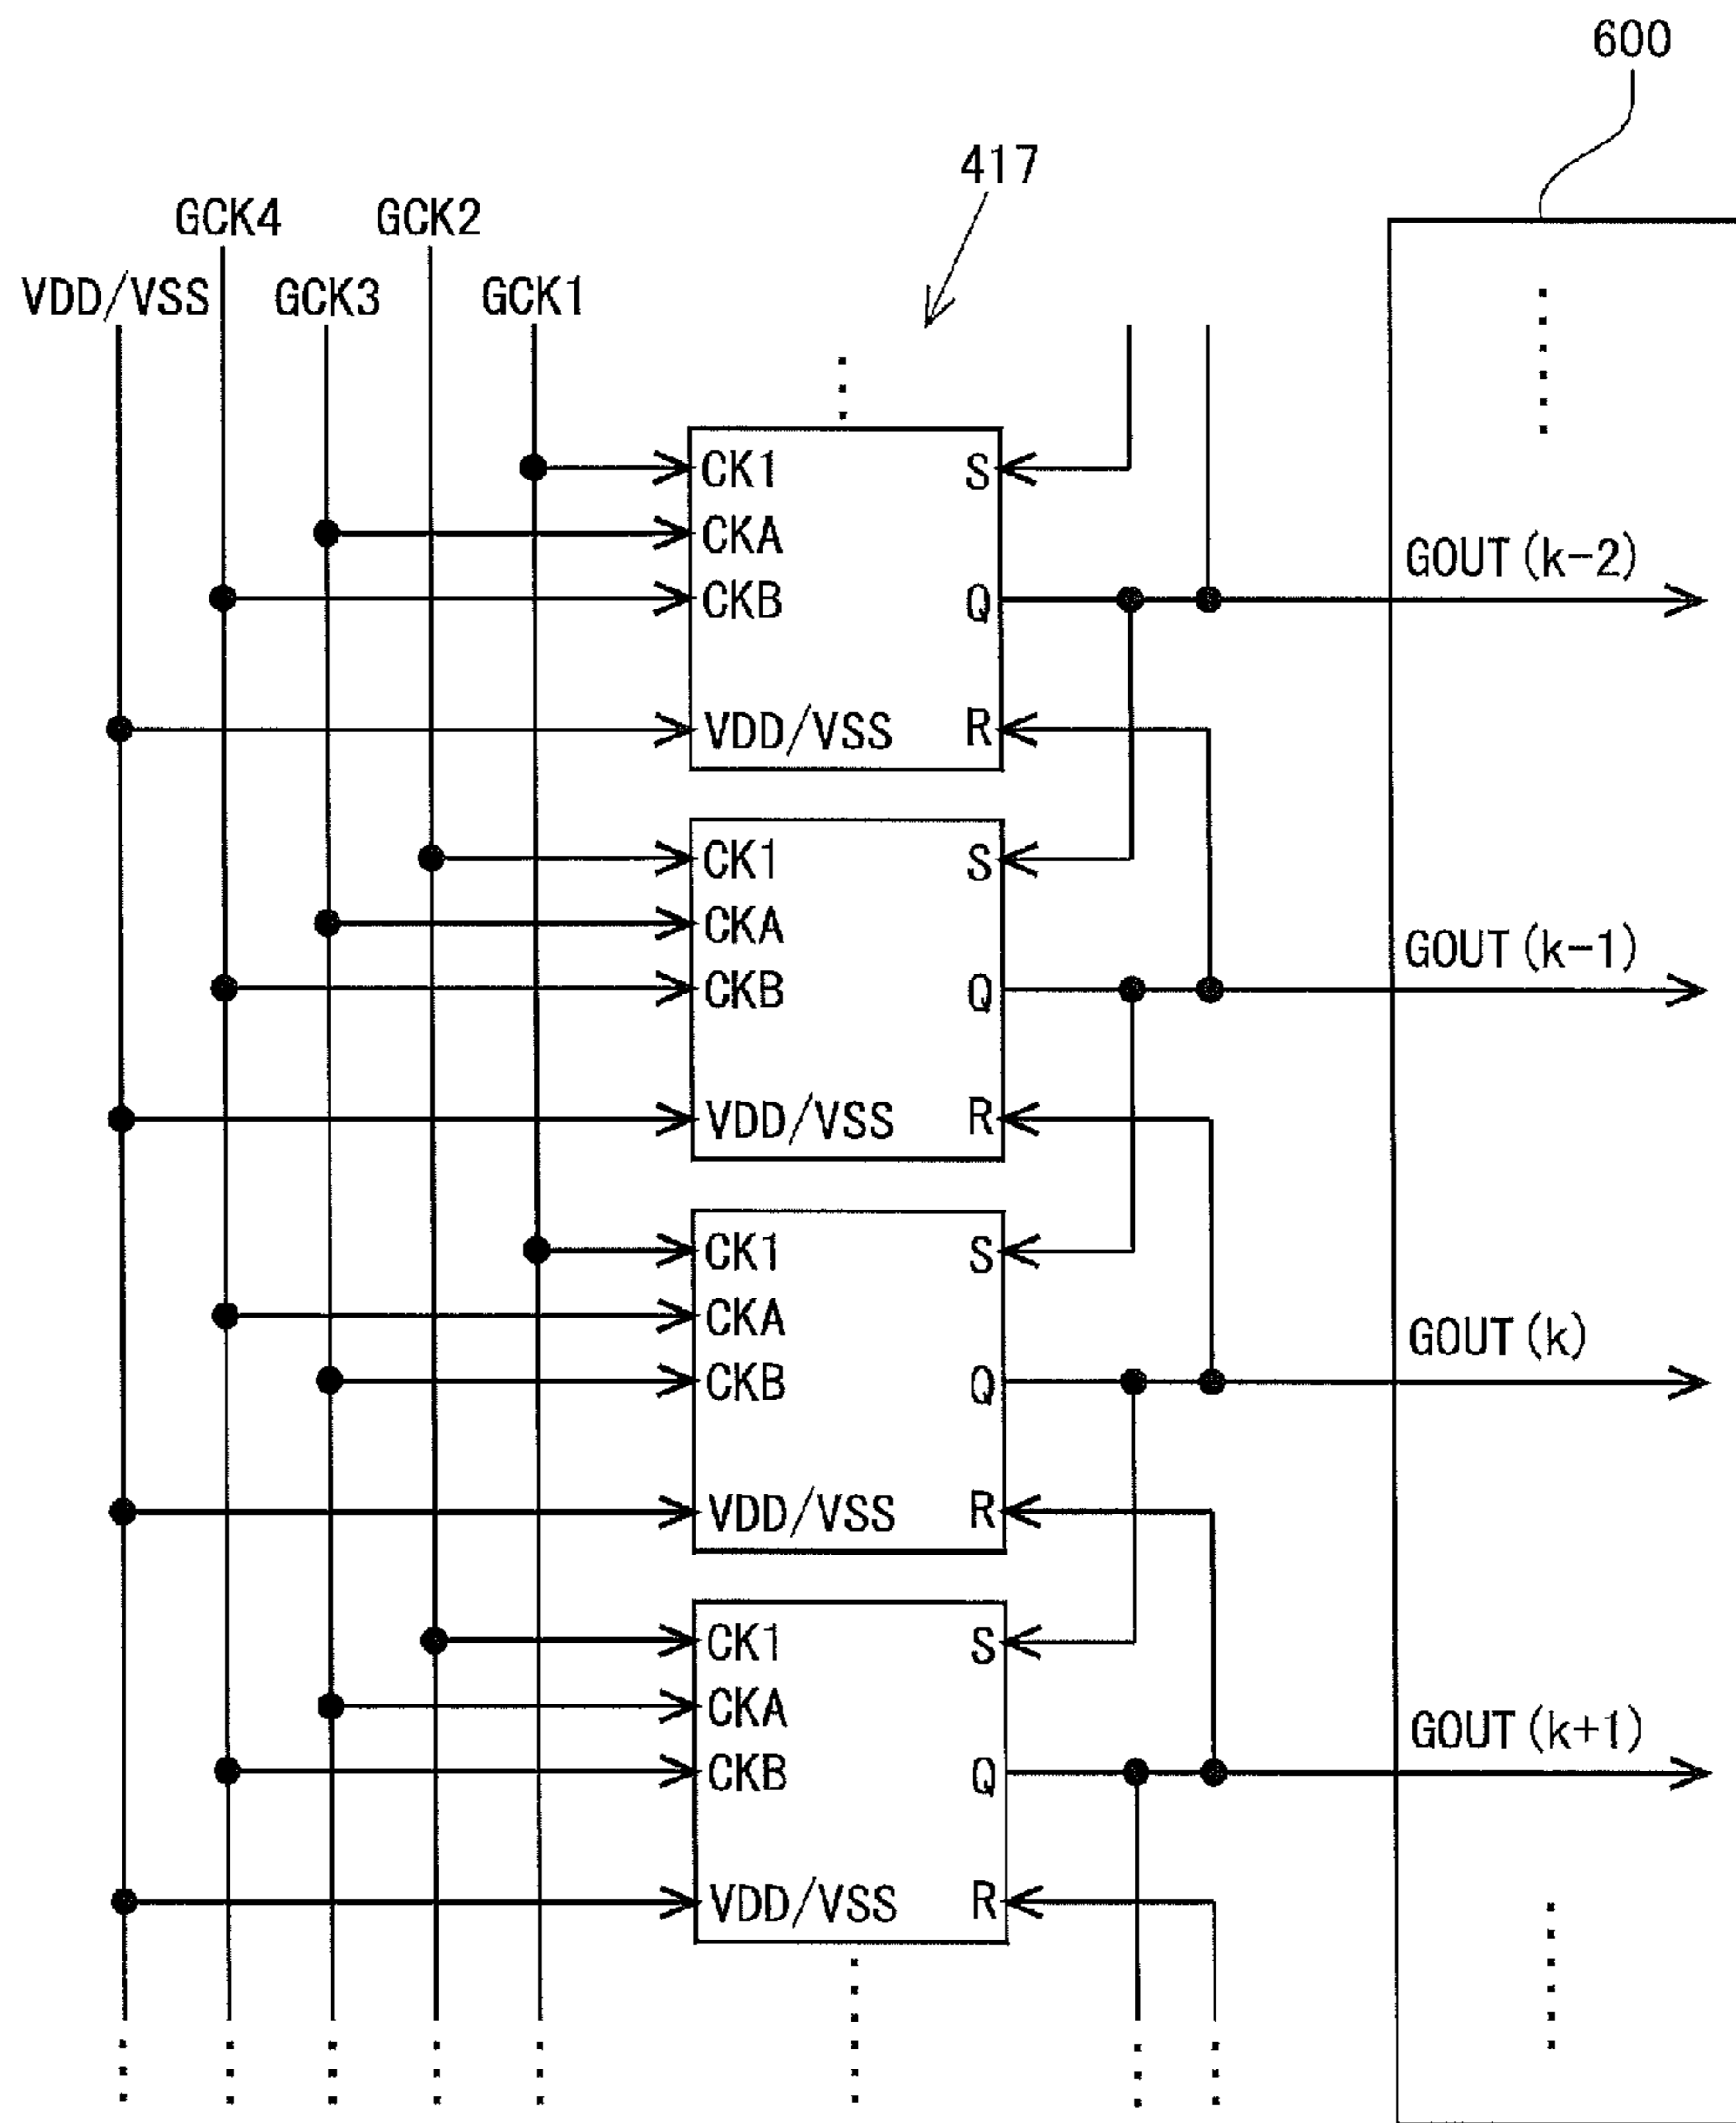 600
417
GCK4 GCK2
VDD/VSS GCK3 GCK1
CK1 S
CKA
GOUT(k-2)
CKB Q
VDD/VSS R
CK1 S
CKA
GOUT(k-1)
CKB Q
VDD/VSS R
CK1 S
CKA
GOUT(k)
CKB Q
VDD/VSS R
CK1 S
CKA
GOUT(k+1)
CKB Q
VDD/VSS R